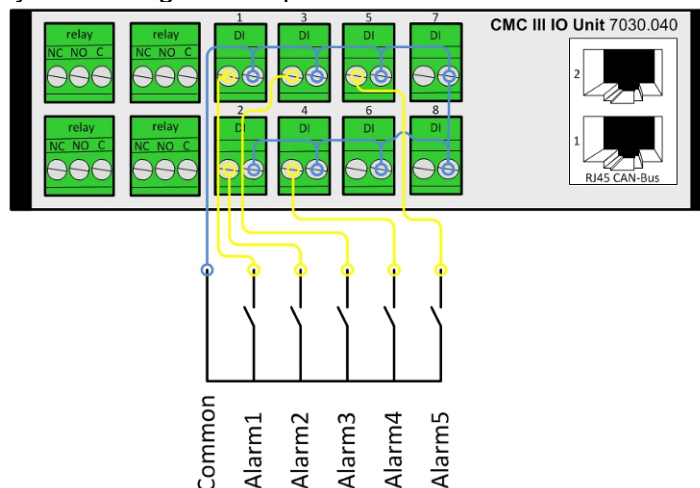 CMC III IO Unit 7030.040
1 3 5 7
relay relay DI DI DI DI
NC NO C NC NO C
2 4 6 8
relay relay DI DI DI DI
NC NO C NC NO C
2
1
RJ45 CAN-Bus
Common
Alarm1
Alarm2
Alarm3
Alarm4
Alarm5